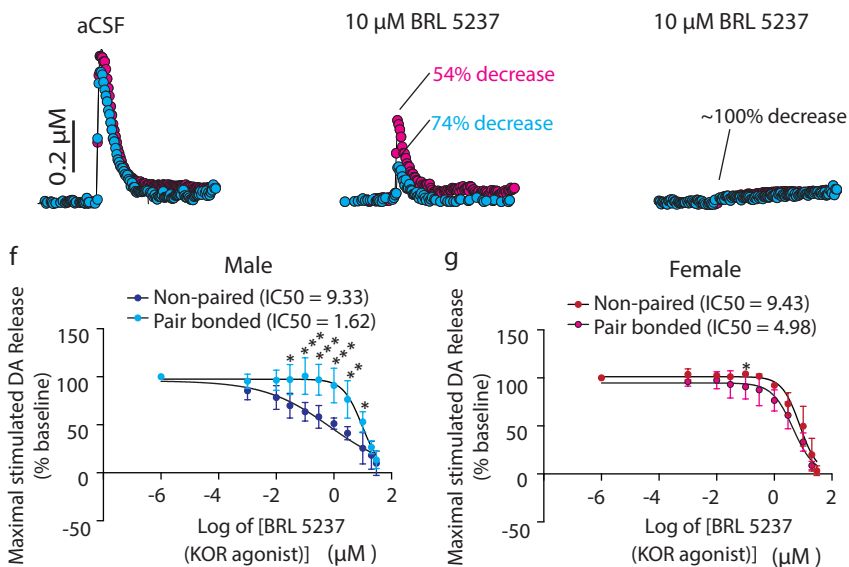 aCSF
10 µM BRL 5237
10 µM BRL 5237
54% decrease
74% decrease
~100% decrease
0.2 µM
f
Male
Non-paired (IC50 = 9.33)
Pair bonded (IC50 = 1.62)
Maximal stimulated DA Release
(% baseline)
150
100
50
0
-50
* * * * * * * * * * * * *
-6
-4
-2
0
2
Log of [BRL 5237
(KOR agonist)] (µM )
g
Female
Non-paired (IC50 = 9.43)
Pair bonded (IC50 = 4.98)
Maximal stimulated DA Release
(% baseline)
150
100
50
0
-50
*
-6
-4
-2
0
2
Log of [BRL 5237
(KOR agonist)] (µM )